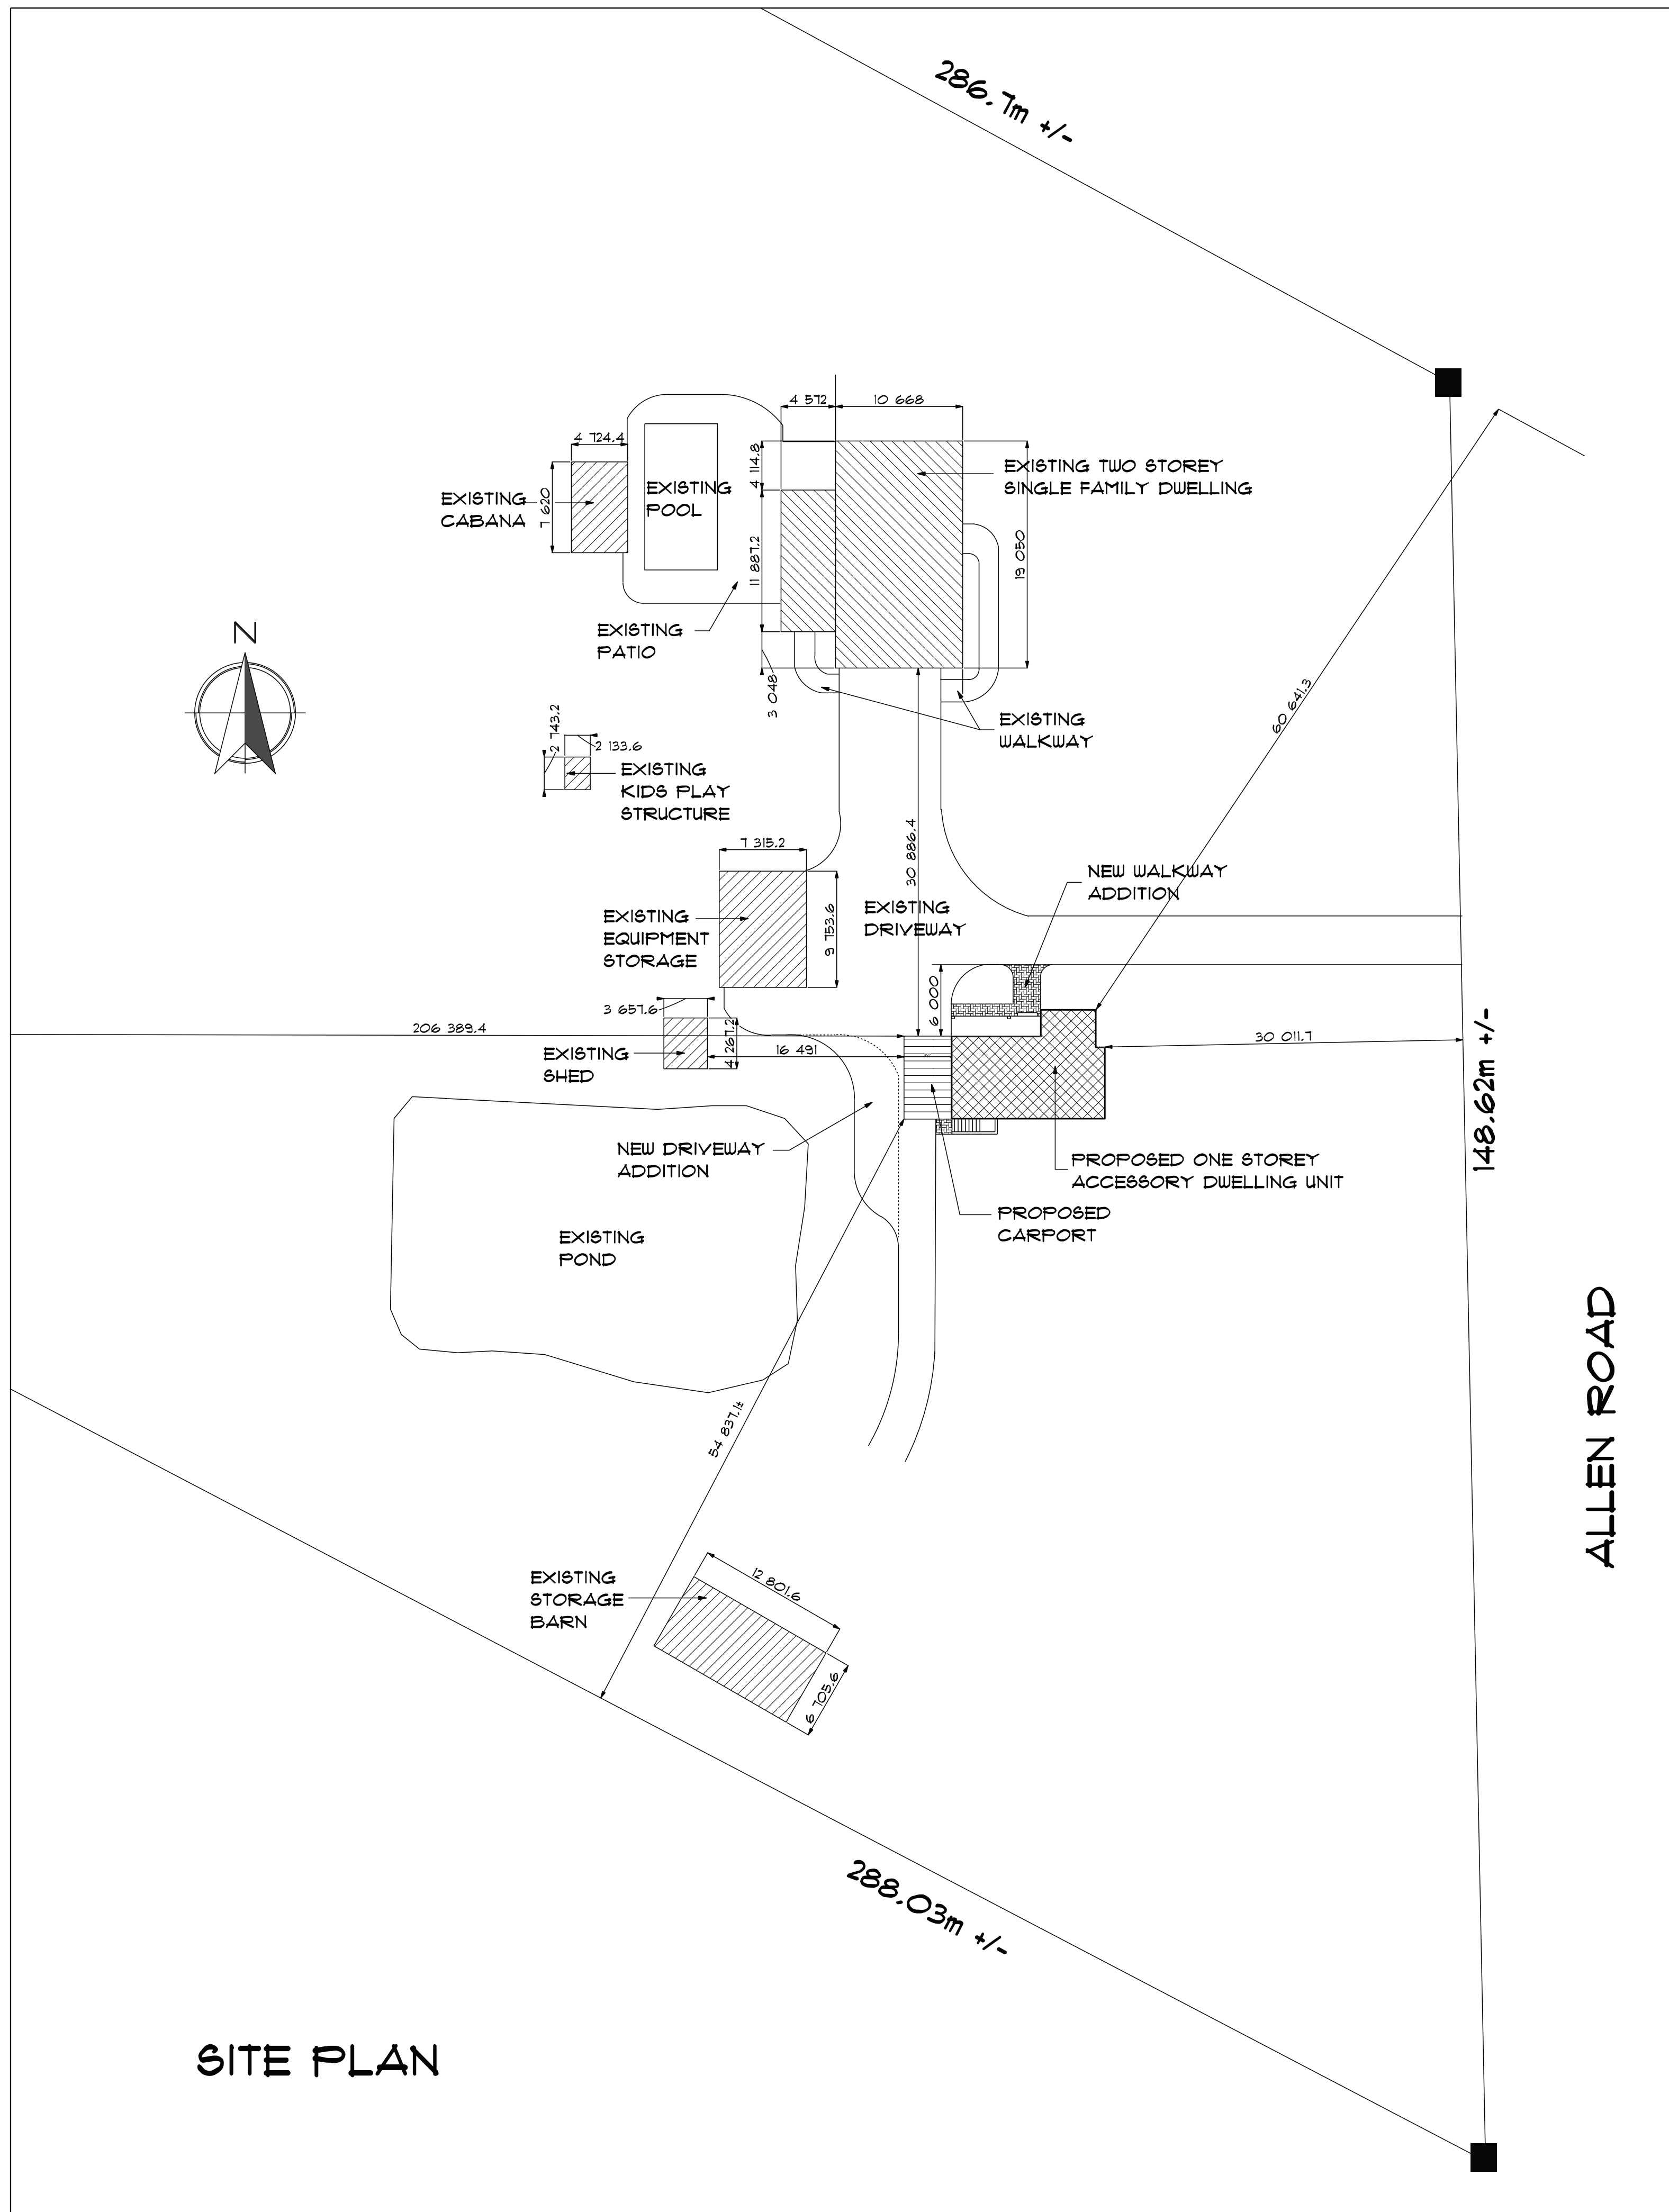 286.7m +/-
4 572
10 668
4 724.4
4 114.8
EXISTING TWO STOREY
SINGLE FAMILY DWELLING
EXISTING
CABANA
7 620
EXISTING
POOL
11 887.2
19 050
EXISTING
PATIO
N
3 048
60 641.3
EXISTING
WALKWAY
2 743.2
2 133.6
EXISTING
KIDS PLAY
STRUCTURE
7 315.2
30 886.4
NEW WALKWAY
ADDITION
EXISTING
EQUIPMENT
STORAGE
9 753.6
EXISTING
DRIVEWAY
6 000
3 657.6
206 389.4
4 267.2
16 491
30 011.7
EXISTING
SHED
148.62m +/-
NEW DRIVEWAY
ADDITION
PROPOSED ONE STOREY
ACCESSORY DWELLING UNIT
PROPOSED
CARPORT
EXISTING
POND
ALLEN ROAD
54 837.1±
EXISTING
STORAGE
BARN
12 801.6
6 705.6
288.03m +/-
SITE PLAN